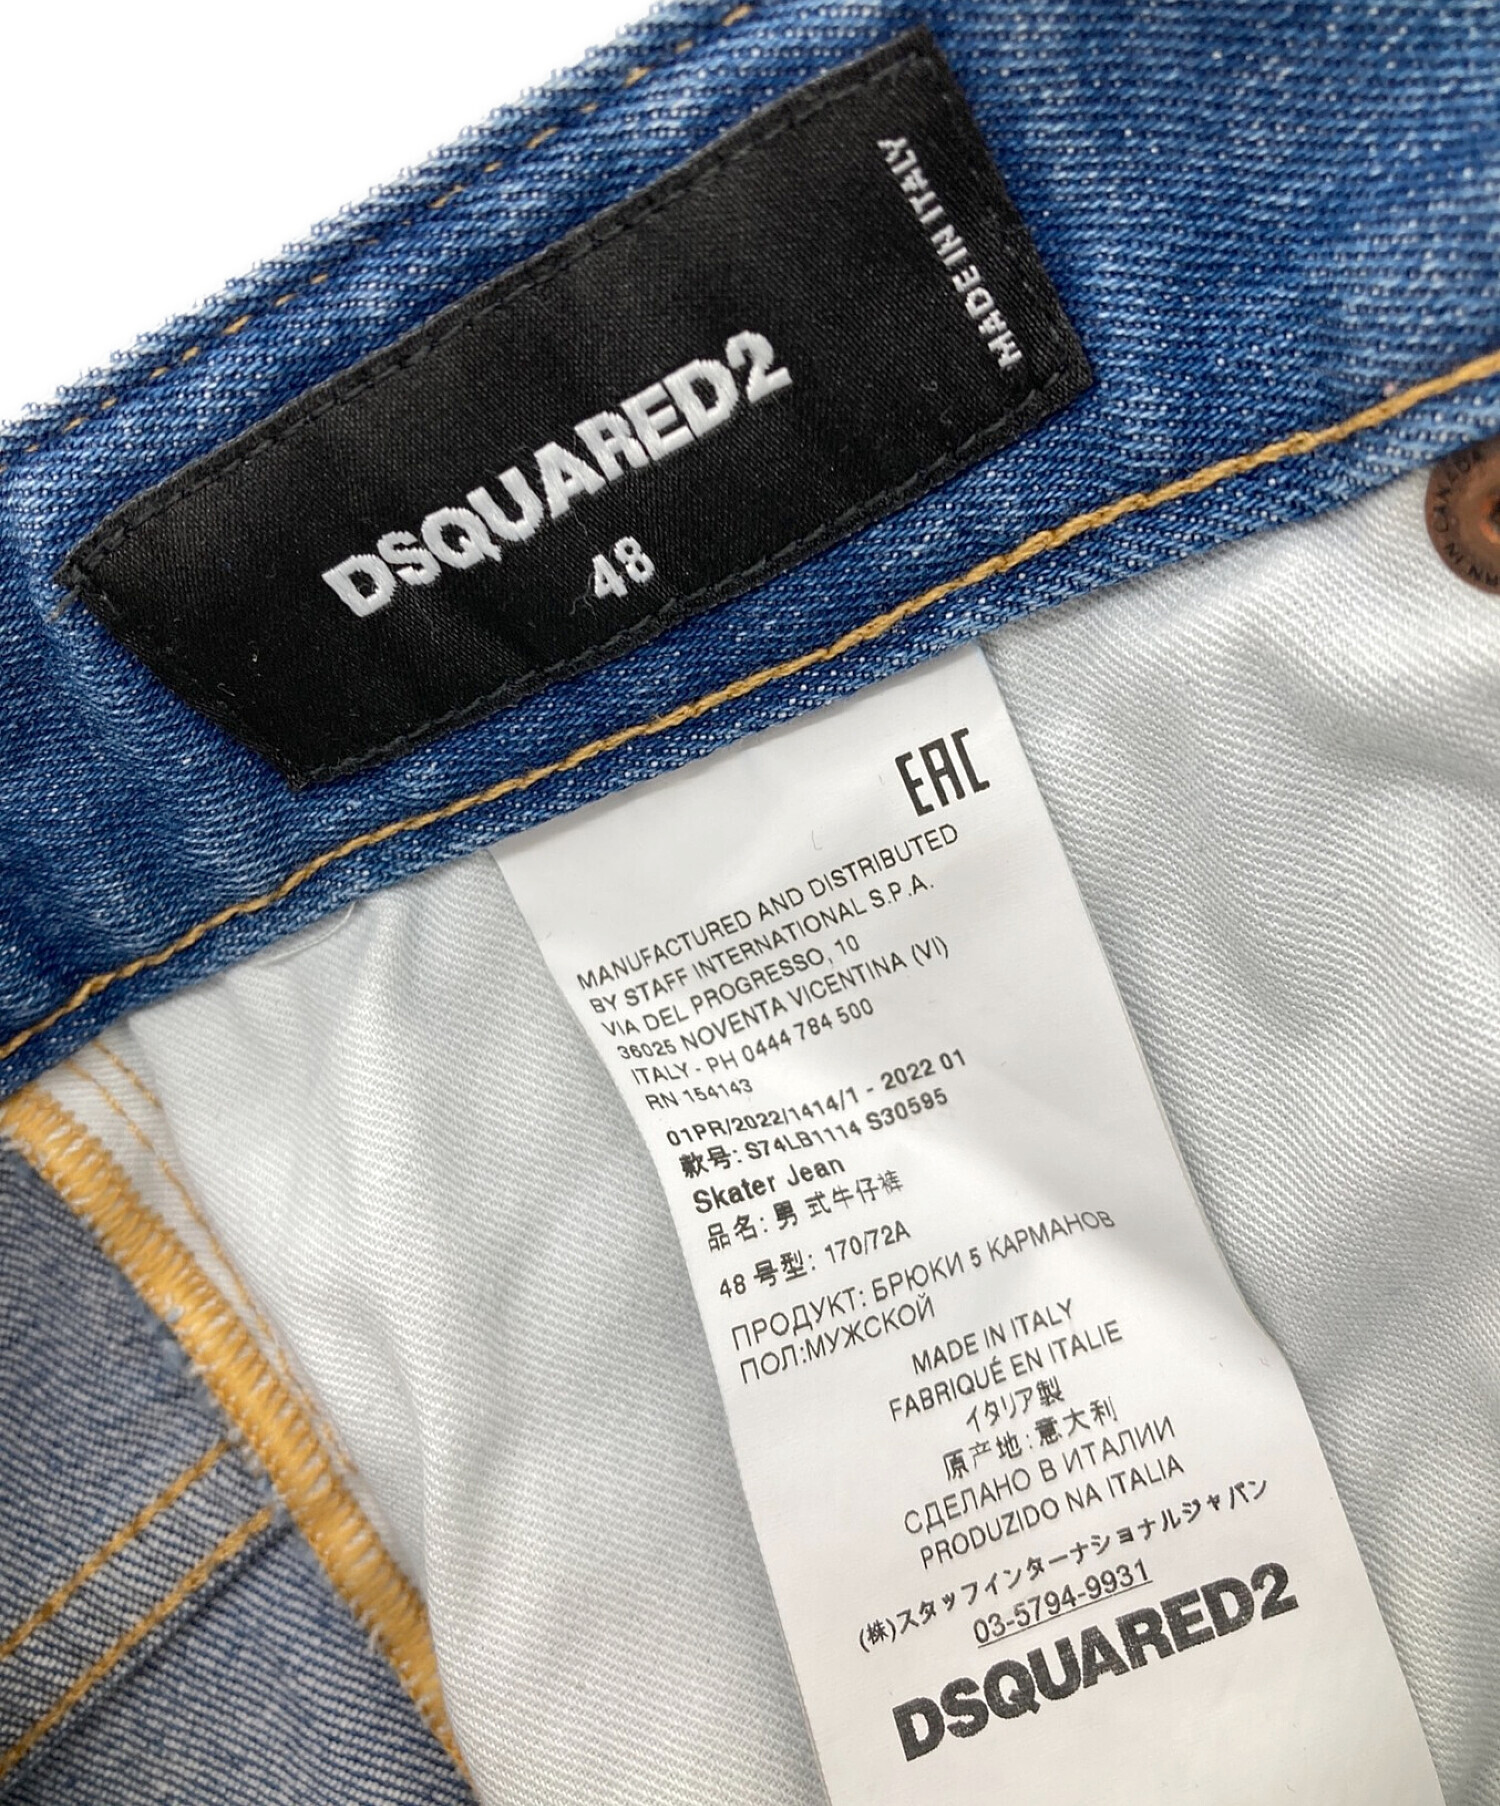 DSQUARED2
48
MADE IN ITALY
EAC
MANUFACTURED AND DISTRIBUTED
BY STAFF INTERNATIONAL S.P.A.
VIA DEL PROGRESSO, 10
36025 NOVENTA VICENTINA (VI)
ITALY - PH 0444 784 500
RN 154143
01PR/2022/1414/1 - 2022 01
款号: S74LB1114 S30595
Skater Jean
品名: 男 式牛仔裤
48 号型: 170/72A
ПРОДУКТ: БРЮКИ 5 КАРМАНОВ
ПОЛ:МУЖСКОЙ
MADE IN ITALY
FABRIQUÉ EN ITALIE
イタリア製
原产地:意大利
СДЕЛАНО В ИТАЛИИ
PRODUZIDO NA ITALIA
(株)スタッフインターナショナルジャパン
03-5794-9931
DSQUARED2